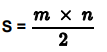 S = m × n / 2